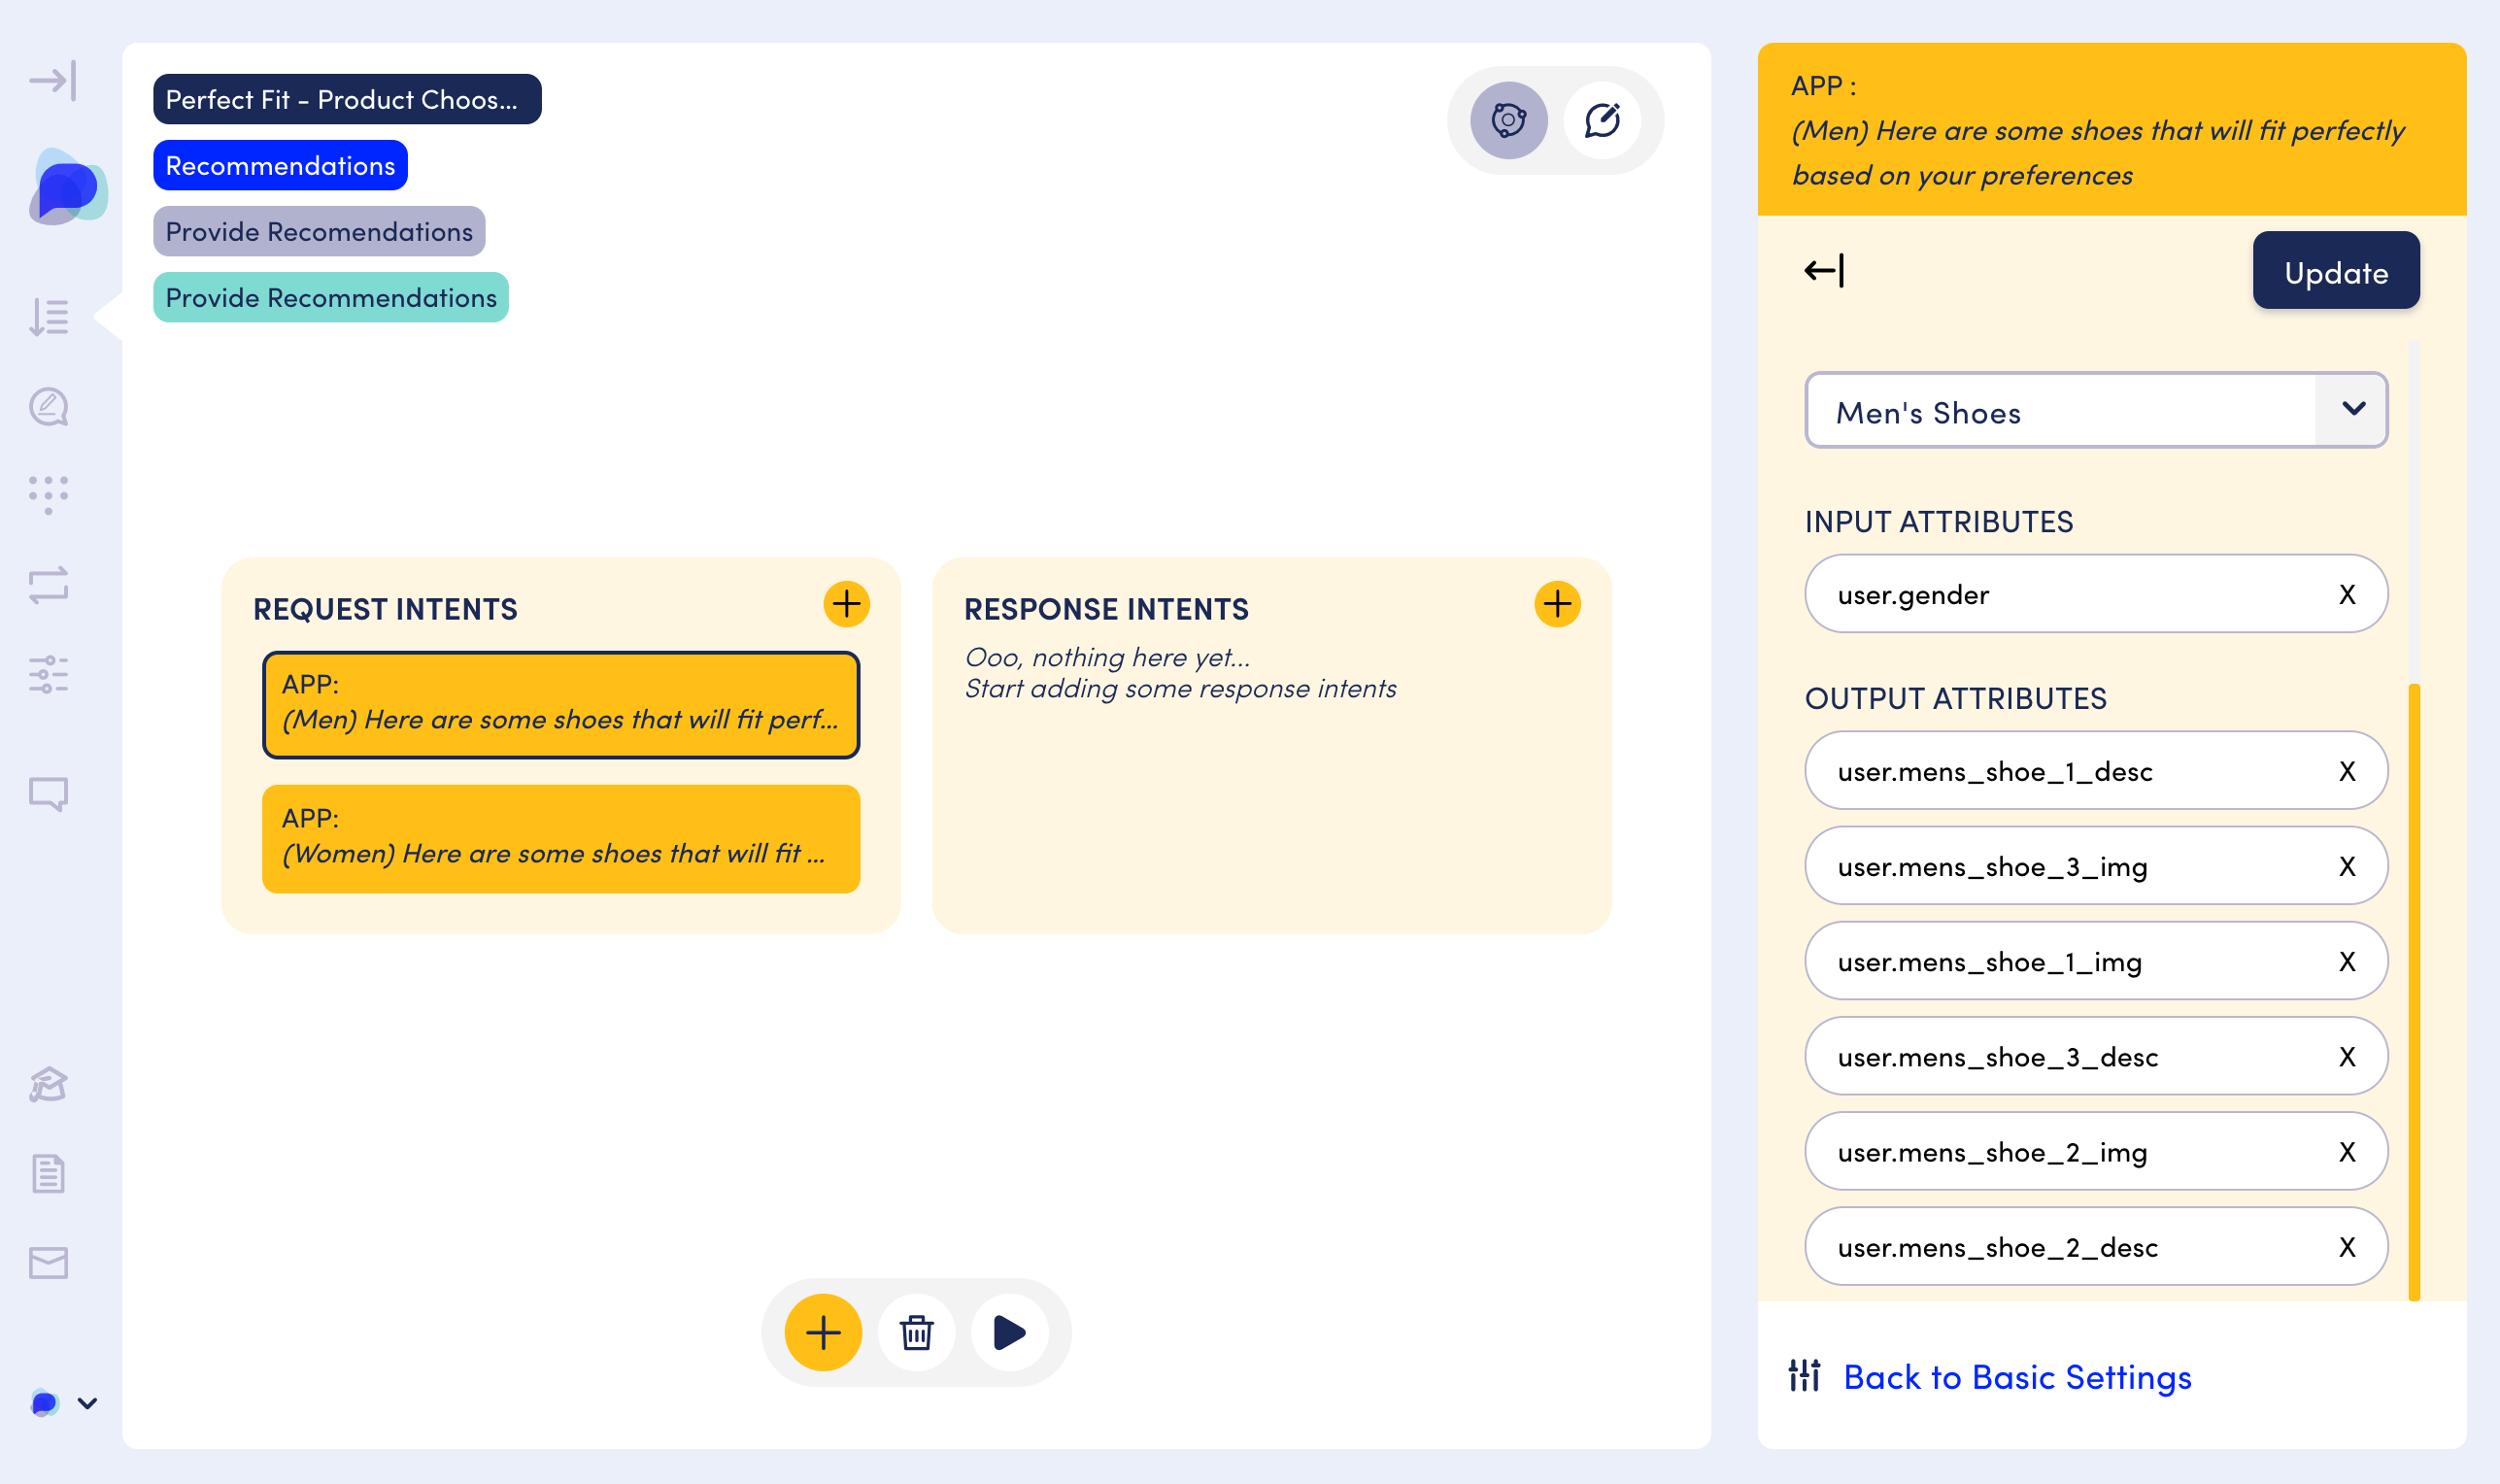 Perfect Fit - Product Choos...
Recommendations
Provide Recomendations
Provide Recommendations
REQUEST INTENTS
APP:
(Men) Here are some shoes that will fit perf...
APP:
(Women) Here are some shoes that will fit ...
RESPONSE INTENTS
Ooo, nothing here yet...
Start adding some response intents
APP :
(Men) Here are some shoes that will fit perfectly
based on your preferences
Update
Men's Shoes
INPUT ATTRIBUTES
user.gender X
OUTPUT ATTRIBUTES
user.mens_shoe_1_desc X
user.mens_shoe_3_img X
user.mens_shoe_1_img X
user.mens_shoe_3_desc X
user.mens_shoe_2_img X
user.mens_shoe_2_desc X
Back to Basic Settings